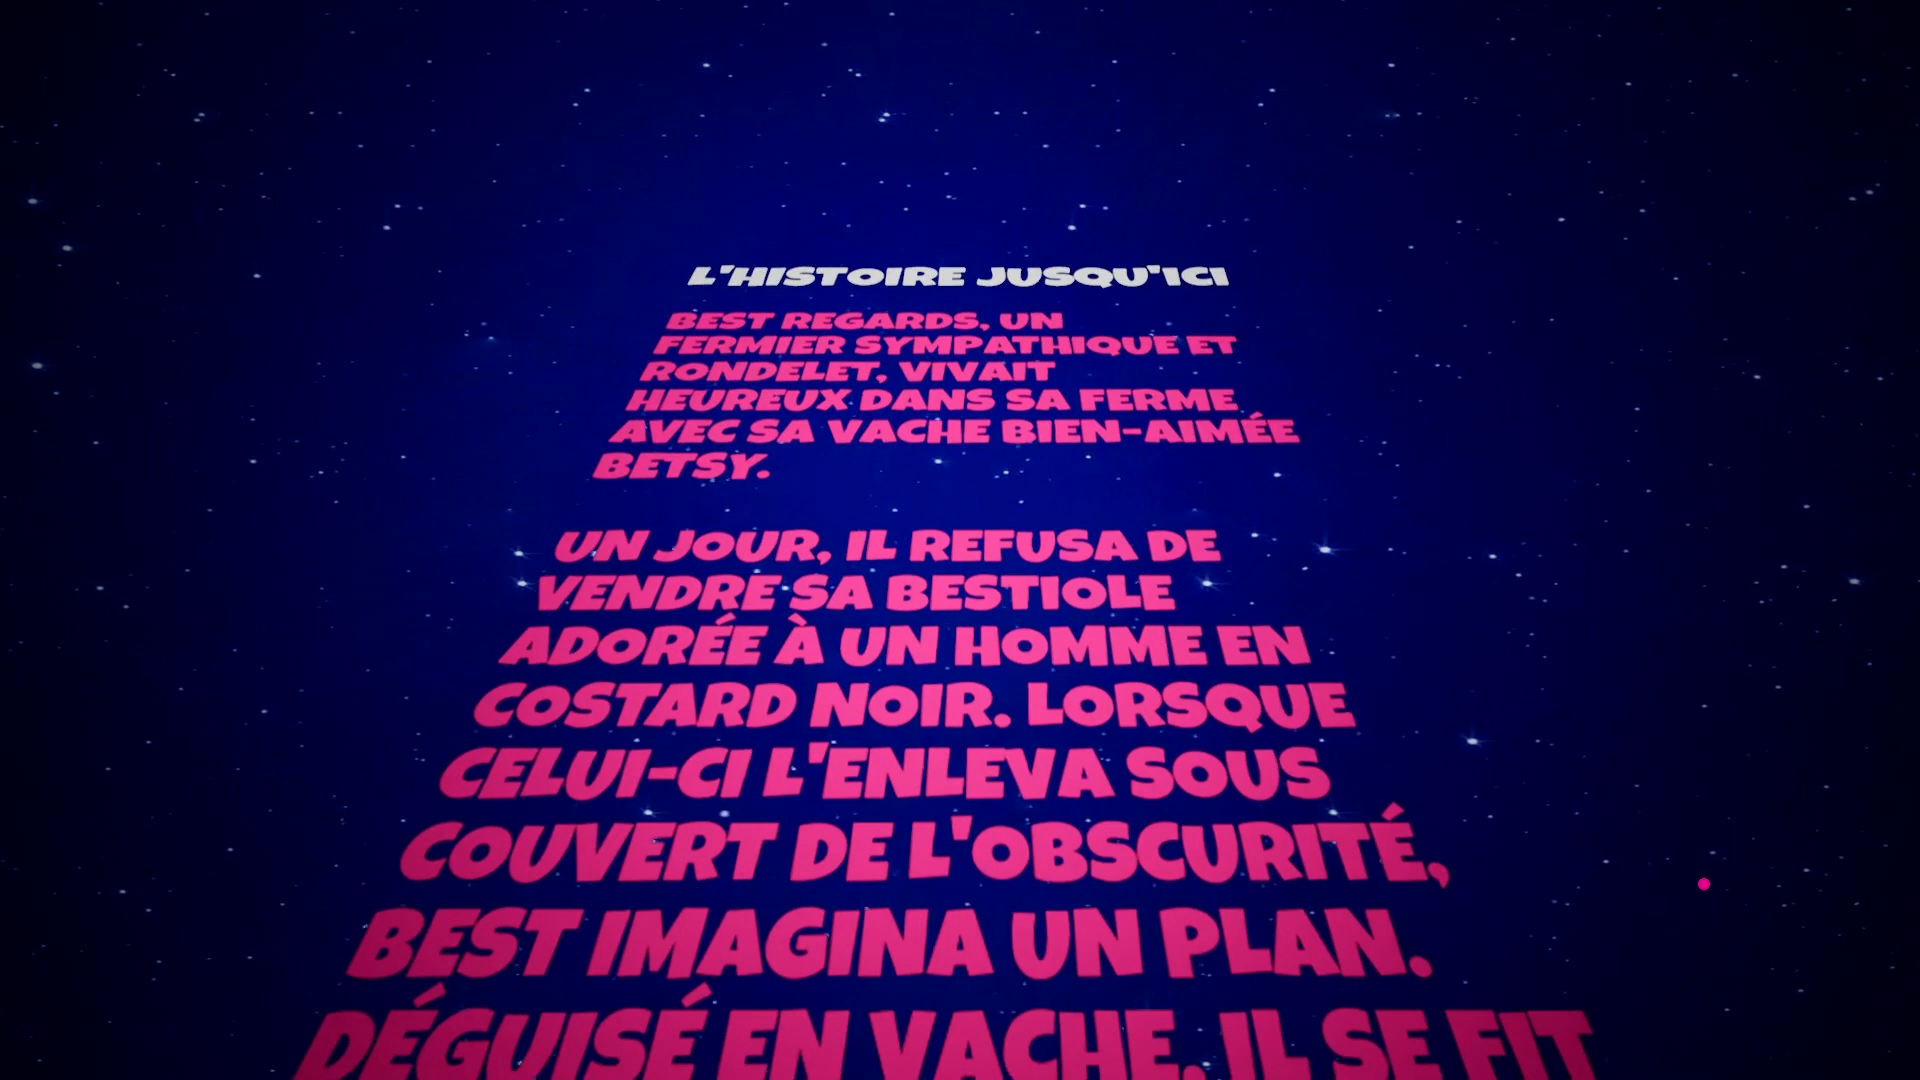 L'HISTOIRE JUSQU'ICI
BEST REGARDS, UN
FERMIER SYMPATHIQUE ET
RONDELET, VIVAIT
HEUREUX DANS SA FERME
AVEC SA VACHE BIEN-AIMÉE
BETSY.
UN JOUR, IL REFUSA DE
VENDRE SA BESTIOLE
ADORÉE À UN HOMME EN
COSTARD NOIR. LORSQUE
CELUI-CI L'ENLEVA SOUS
COUVERT DE L'OBSCURITÉ,
BEST IMAGINA UN PLAN.
DÉGUISÉ EN VACHE, IL SE FIT